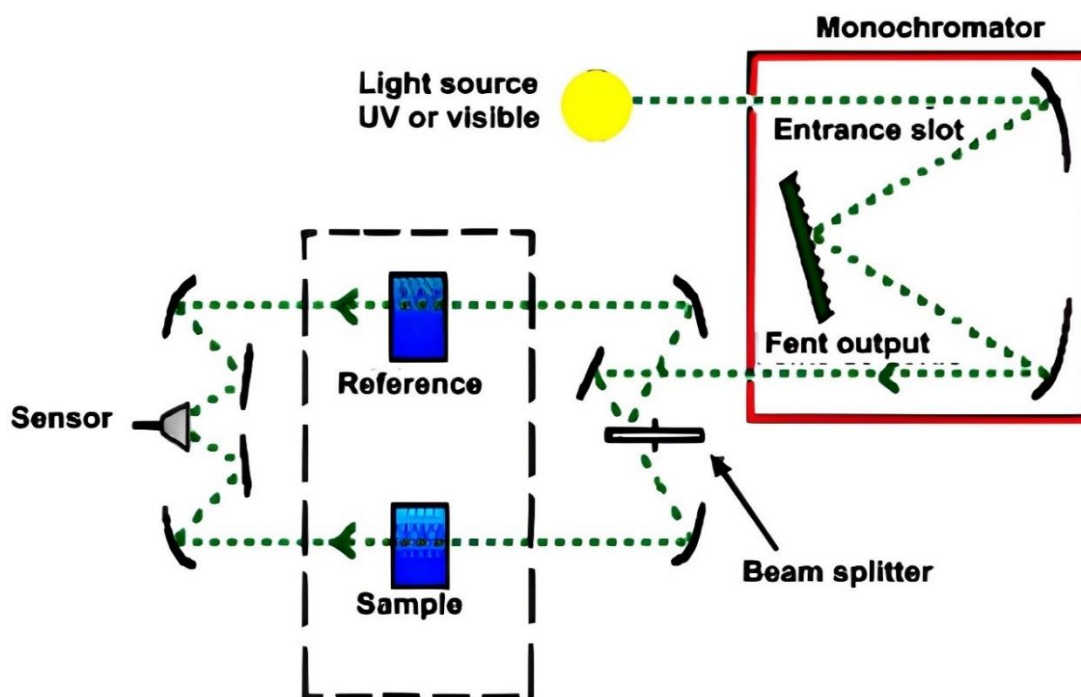 Monochromator
Light source
UV or visible
Entrance slot
Fent output
Reference
Sensor
Sample
Beam splitter